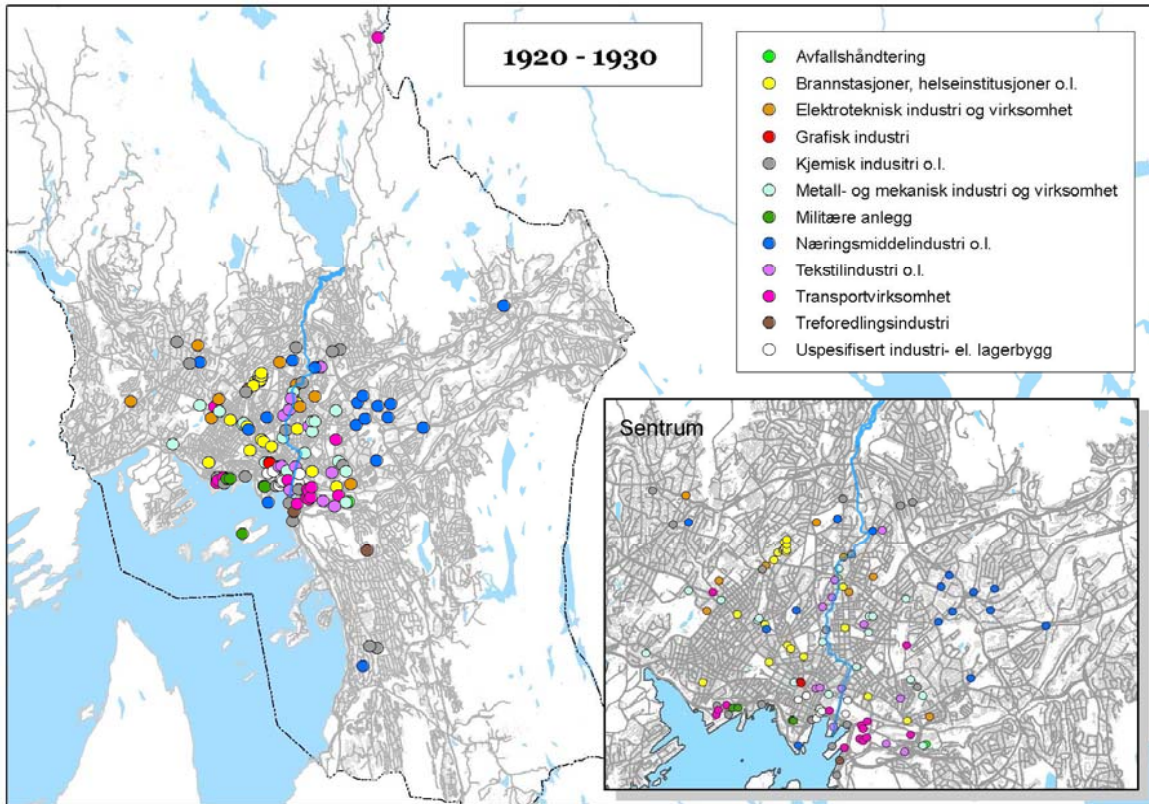 1920 - 1930
Avfallshåndtering
Brannstasjoner, helseinstitusjoner o.l.
Elektroteknisk industri og virksomhet
Grafisk industri
Kjemisk indusitri o.l.
Metall- og mekanisk industri og virksomhet
Militære anlegg
Næringsmiddelindustri o.l.
Tekstilindustri o.l.
Transportvirksomhet
Treforedlingsindustri
Uspesifisert industri- el. lagerbygg
Sentrum